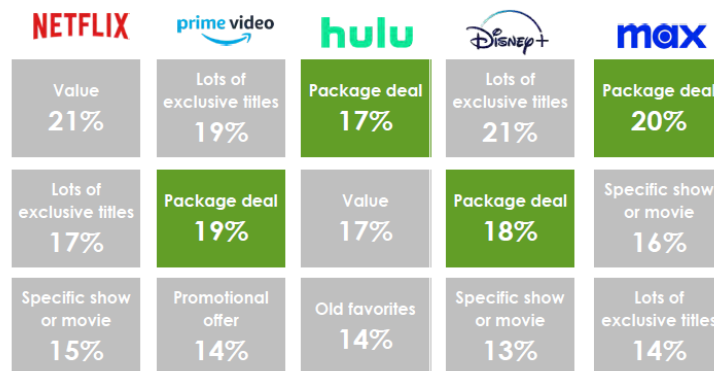 NETFLIX
prime video
hulu
Disney+
max
Value
21%
Lots of
exclusive titles
19%
Package deal
17%
Lots of
exclusive titles
21%
Package deal
20%
Lots of
exclusive titles
17%
Package deal
19%
Value
17%
Package deal
18%
Specific show
or movie
16%
Specific show
or movie
15%
Promotional
offer
14%
Old favorites
14%
Specific show
or movie
13%
Lots of
exclusive titles
14%